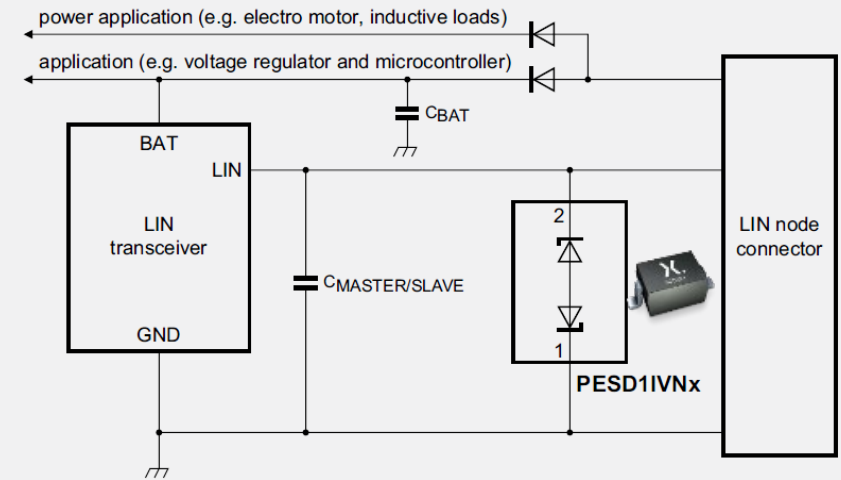 power application (e.g. electro motor, inductive loads)
application (e.g. voltage regulator and microcontroller)
CBAT
BAT
LIN
LIN
transceiver
GND
CMASTER/SLAVE
2
1
PESD1IVNx
LIN node
connector